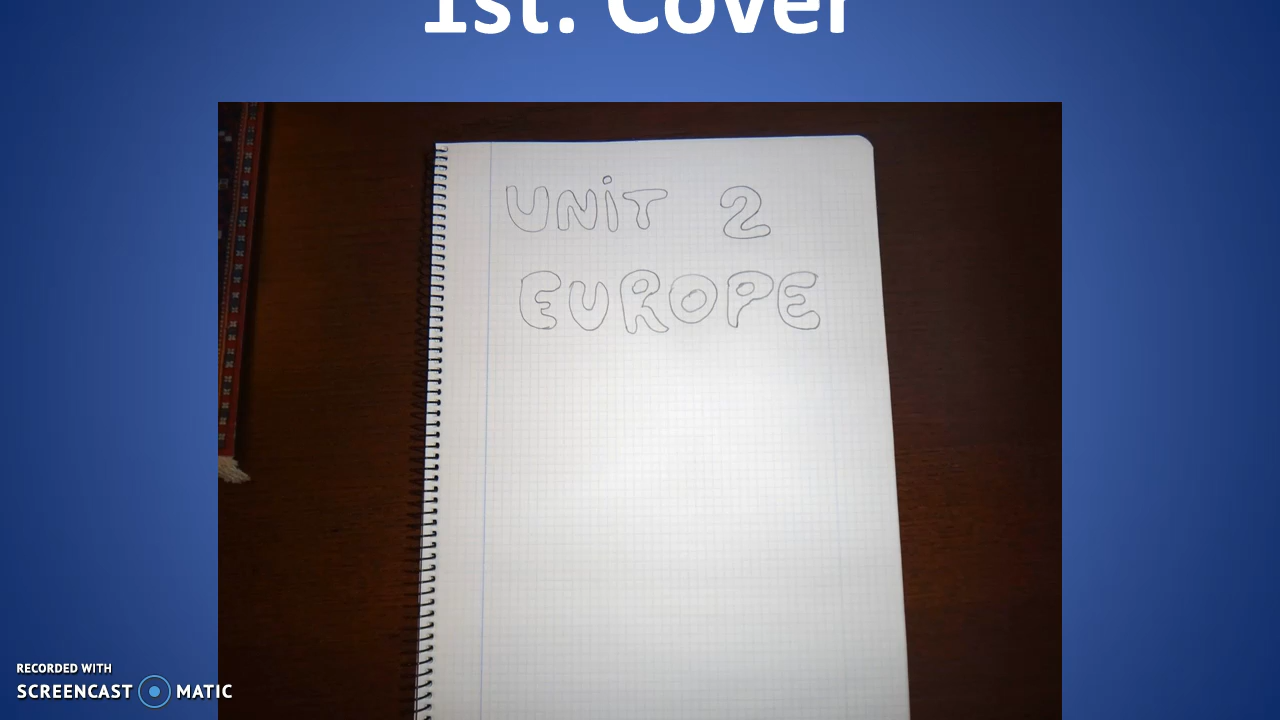 1st. Cover
UNiT 2
EUROPE
RECORDED WITH
SCREENCAST MATIC